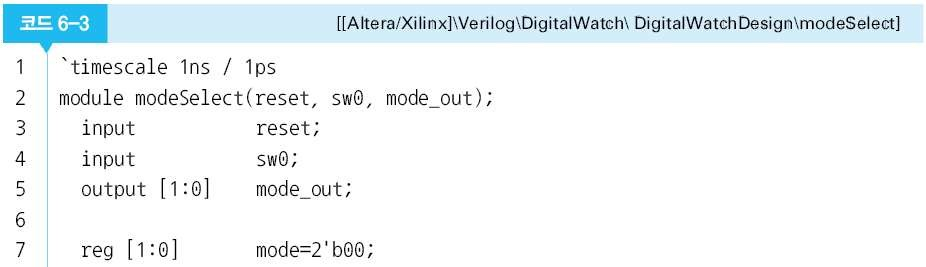 코드 6-3
[[Altera/Xilinx]\Verilog\DigitalWatch\ DigitalWatchDesign\modeSelect]
1 `timescale 1ns / 1ps
2 module modeSelect(reset, sw0, mode_out);
3 input reset;
4 input sw0;
5 output [1:0] mode_out;
6
7 reg [1:0] mode=2'b00;